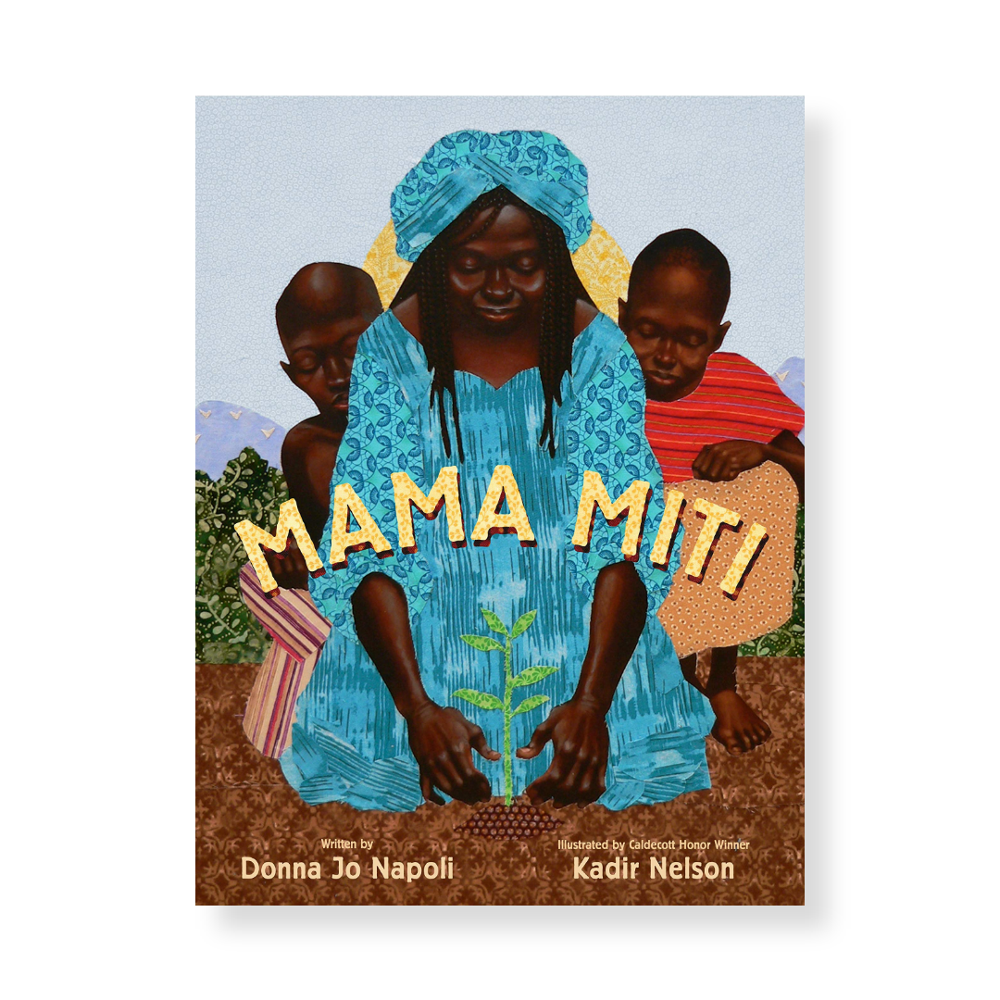 MAMA MITI
Written by
Donna Jo Napoli
Illustrated by Caldecott Honor Winner
Kadir Nelson